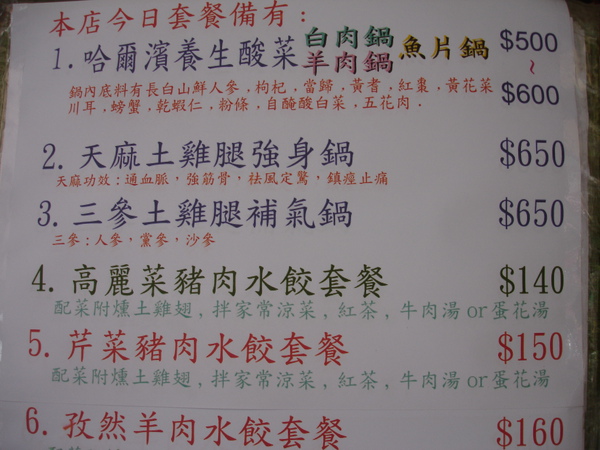 本店今日套餐備有：
1. 哈爾濱養生酸菜 白肉鍋 羊肉鍋 魚片鍋 $500 ~ $600
鍋內底料有長白山鮮人參．枸杞．當歸．黃耆．紅棗．黃花菜
川耳．螃蟹．乾蝦仁．粉條．自醃酸白菜．五花肉．
2. 天麻土雞腿強身鍋 $650
天麻功效：通血脈，強筋骨，祛風定驚，鎮痙止痛
3. 三參土雞腿補氣鍋 $650
三參：人參，黨參，沙參
4. 高麗菜豬肉水餃套餐 $140
配菜附燻土雞翅，拌家常涼菜，紅茶，牛肉湯 or 蛋花湯
5. 芹菜豬肉水餃套餐 $150
配菜附燻土雞翅，拌家常涼菜，紅茶，牛肉湯 or 蛋花湯
6. 孜然羊肉水餃套餐 $160